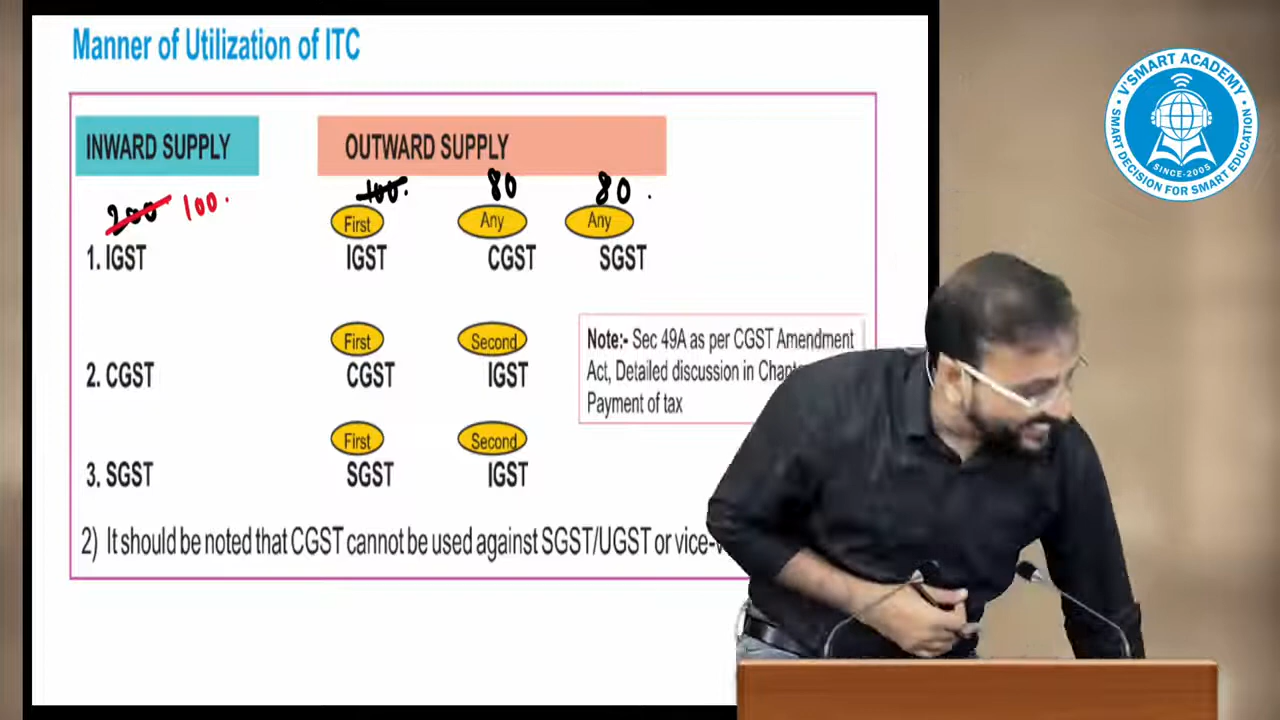 Manner of Utilization of ITC
INWARD SUPPLY
OUTWARD SUPPLY
200 100.
100. 80 80.
First Any Any
1. IGST IGST CGST SGST
First Second
2. CGST CGST IGST
First Second
3. SGST SGST IGST
Note:- Sec 49A as per CGST Amendment
Act, Detailed discussion in
Payment of tax
2) It should be noted that CGST cannot be used against SGST/UGST or
V'SMART ACADEMY
SINCE-2005
SMART DECISION FOR SMART EDUCATION